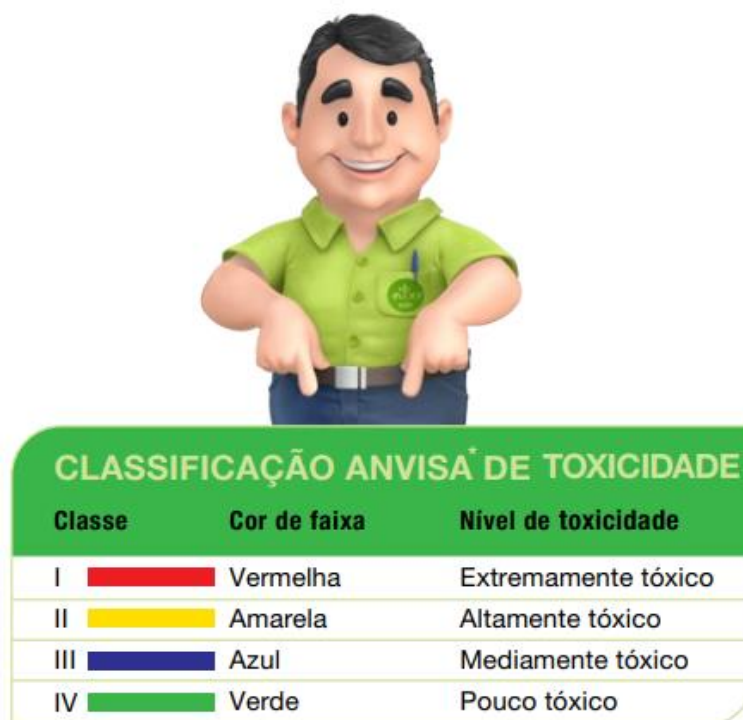 CLASSIFICAÇÃO ANVISA* DE TOXICIDADE
Classe Cor de faixa Nível de toxicidade
I Vermelha Extremamente tóxico
II Amarela Altamente tóxico
III Azul Mediamente tóxico
IV Verde Pouco tóxico